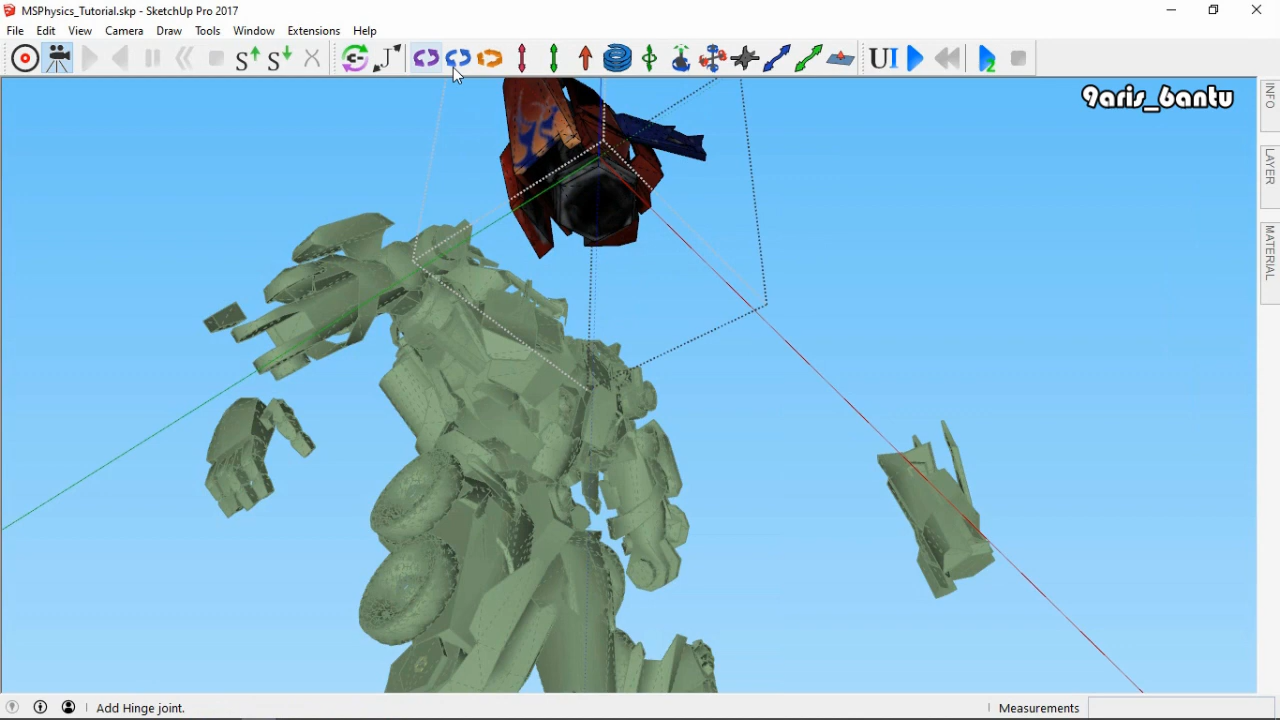 MSPhysics_Tutorial.skp - SketchUp Pro 2017
File Edit View Camera Draw Tools Window Extensions Help
S S J UI 2
9aris_6antu
INFO
LAYER
MATERIAL
Add Hinge joint.
Measurements